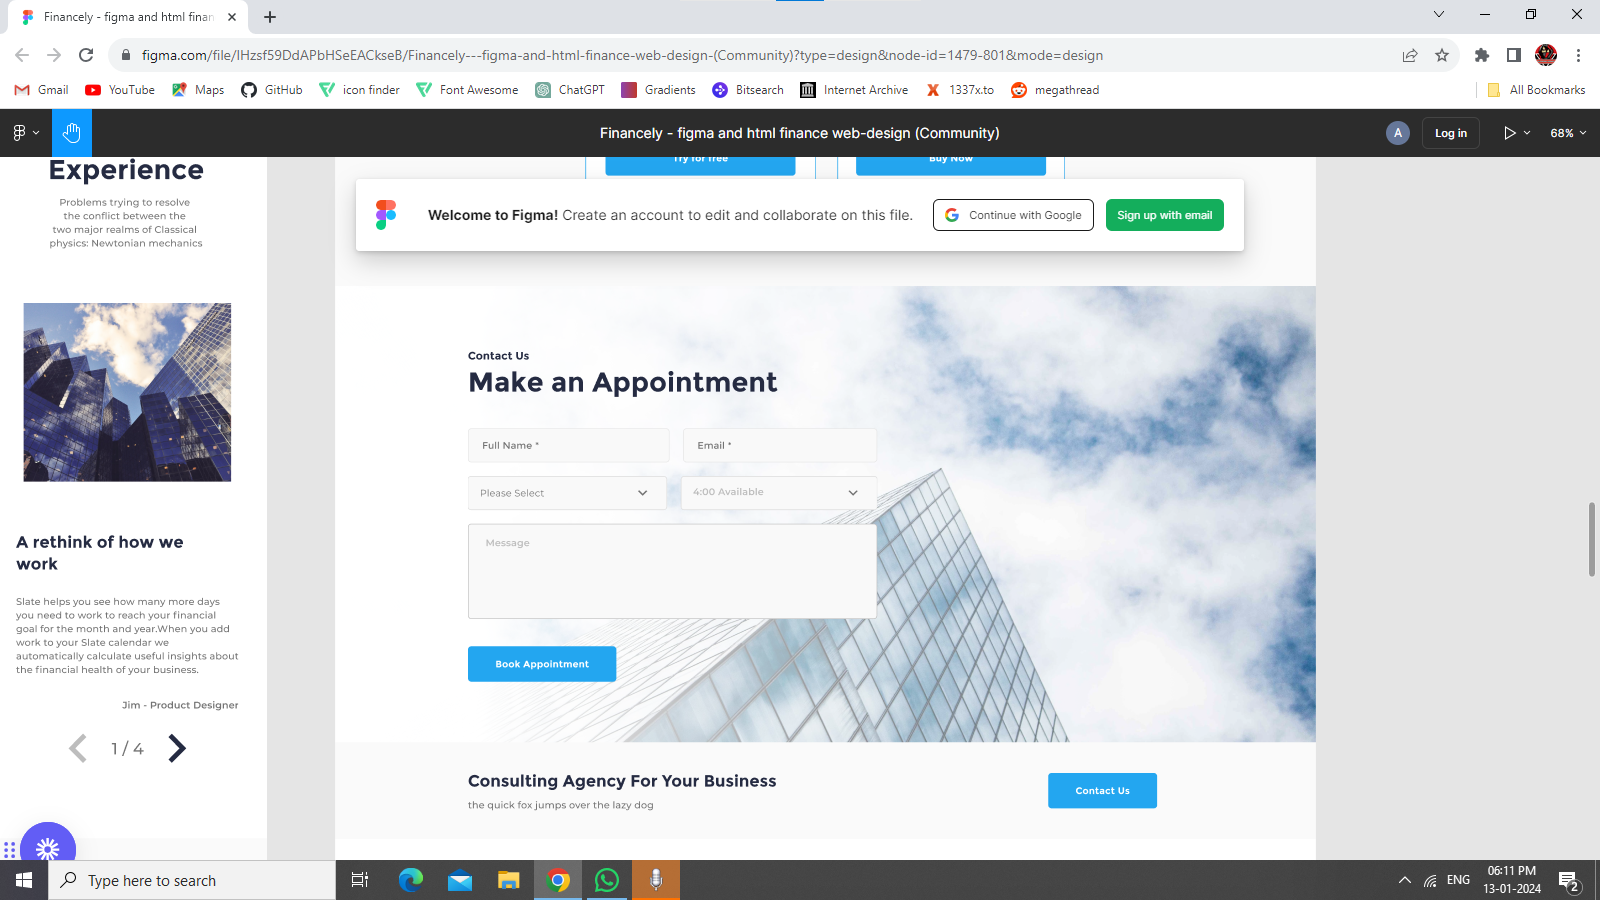 Financely - figma and html finan
figma.com/file/lHzsf59DdAPbHSeEACkseB/Financely---figma-and-html-finance-web-design-(Community)?type=design&node-id=1479-801&mode=design
Gmail YouTube Maps GitHub icon finder Font Awesome ChatGPT Gradients Bitsearch Internet Archive 1337x.to megathread All Bookmarks
Financely - figma and html finance web-design (Community) A Log in 68%
Experience
Problems trying to resolve
the conflict between the
two major realms of Classical
physics: Newtonian mechanics
Try for free Buy Now
Welcome to Figma! Create an account to edit and collaborate on this file. Continue with Google Sign up with email
Contact Us
Make an Appointment
Full Name * Email *
Please Select 4:00 Available
Message
Book Appointment
A rethink of how we
work
Slate helps you see how many more days
you need to work to reach your financial
goal for the month and year.When you add
work to your Slate calendar we
automatically calculate useful insights about
the financial health of your business.
Jim - Product Designer
1 / 4
Consulting Agency For Your Business
the quick fox jumps over the lazy dog
Contact Us
Type here to search
ENG
06:11 PM
13-01-2024
2